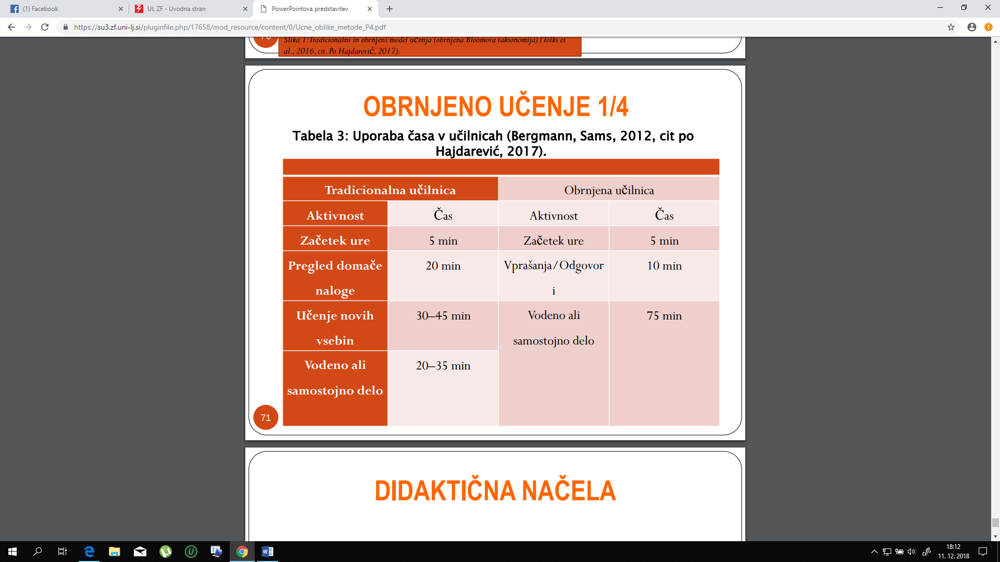 (1) Facebook
UL ZF - Uvodna stran
PowerPointova predstavitev
https://su3.zf.uni-lj.si/pluginfile.php/17658/mod_resource/content/0/Ucne_oblike_metode_P4.pdf
Slika 1: Tradicionalni in obrnjeni model učenja (obrnjena Bloomova taksonomija) (Tolks et
al., 2016, cit. Po Hajdarević, 2017).
OBRNJENO UČENJE 1/4
Tabela 3: Uporaba časa v učilnicah (Bergmann, Sams, 2012, cit po
Hajdarević, 2017).
Tradicionalna učilnica Obrnjena učilnica
Aktivnost Čas Aktivnost Čas
Začetek ure 5 min Začetek ure 5 min
Pregled domače 20 min Vprašanja/Odgovor 10 min
naloge i
Učenje novih 30–45 min Vodeno ali 75 min
vsebin samostojno delo
Vodeno ali 20–35 min
samostojno delo
71
DIDAKTIČNA NAČELA
18:12
11. 12. 2018